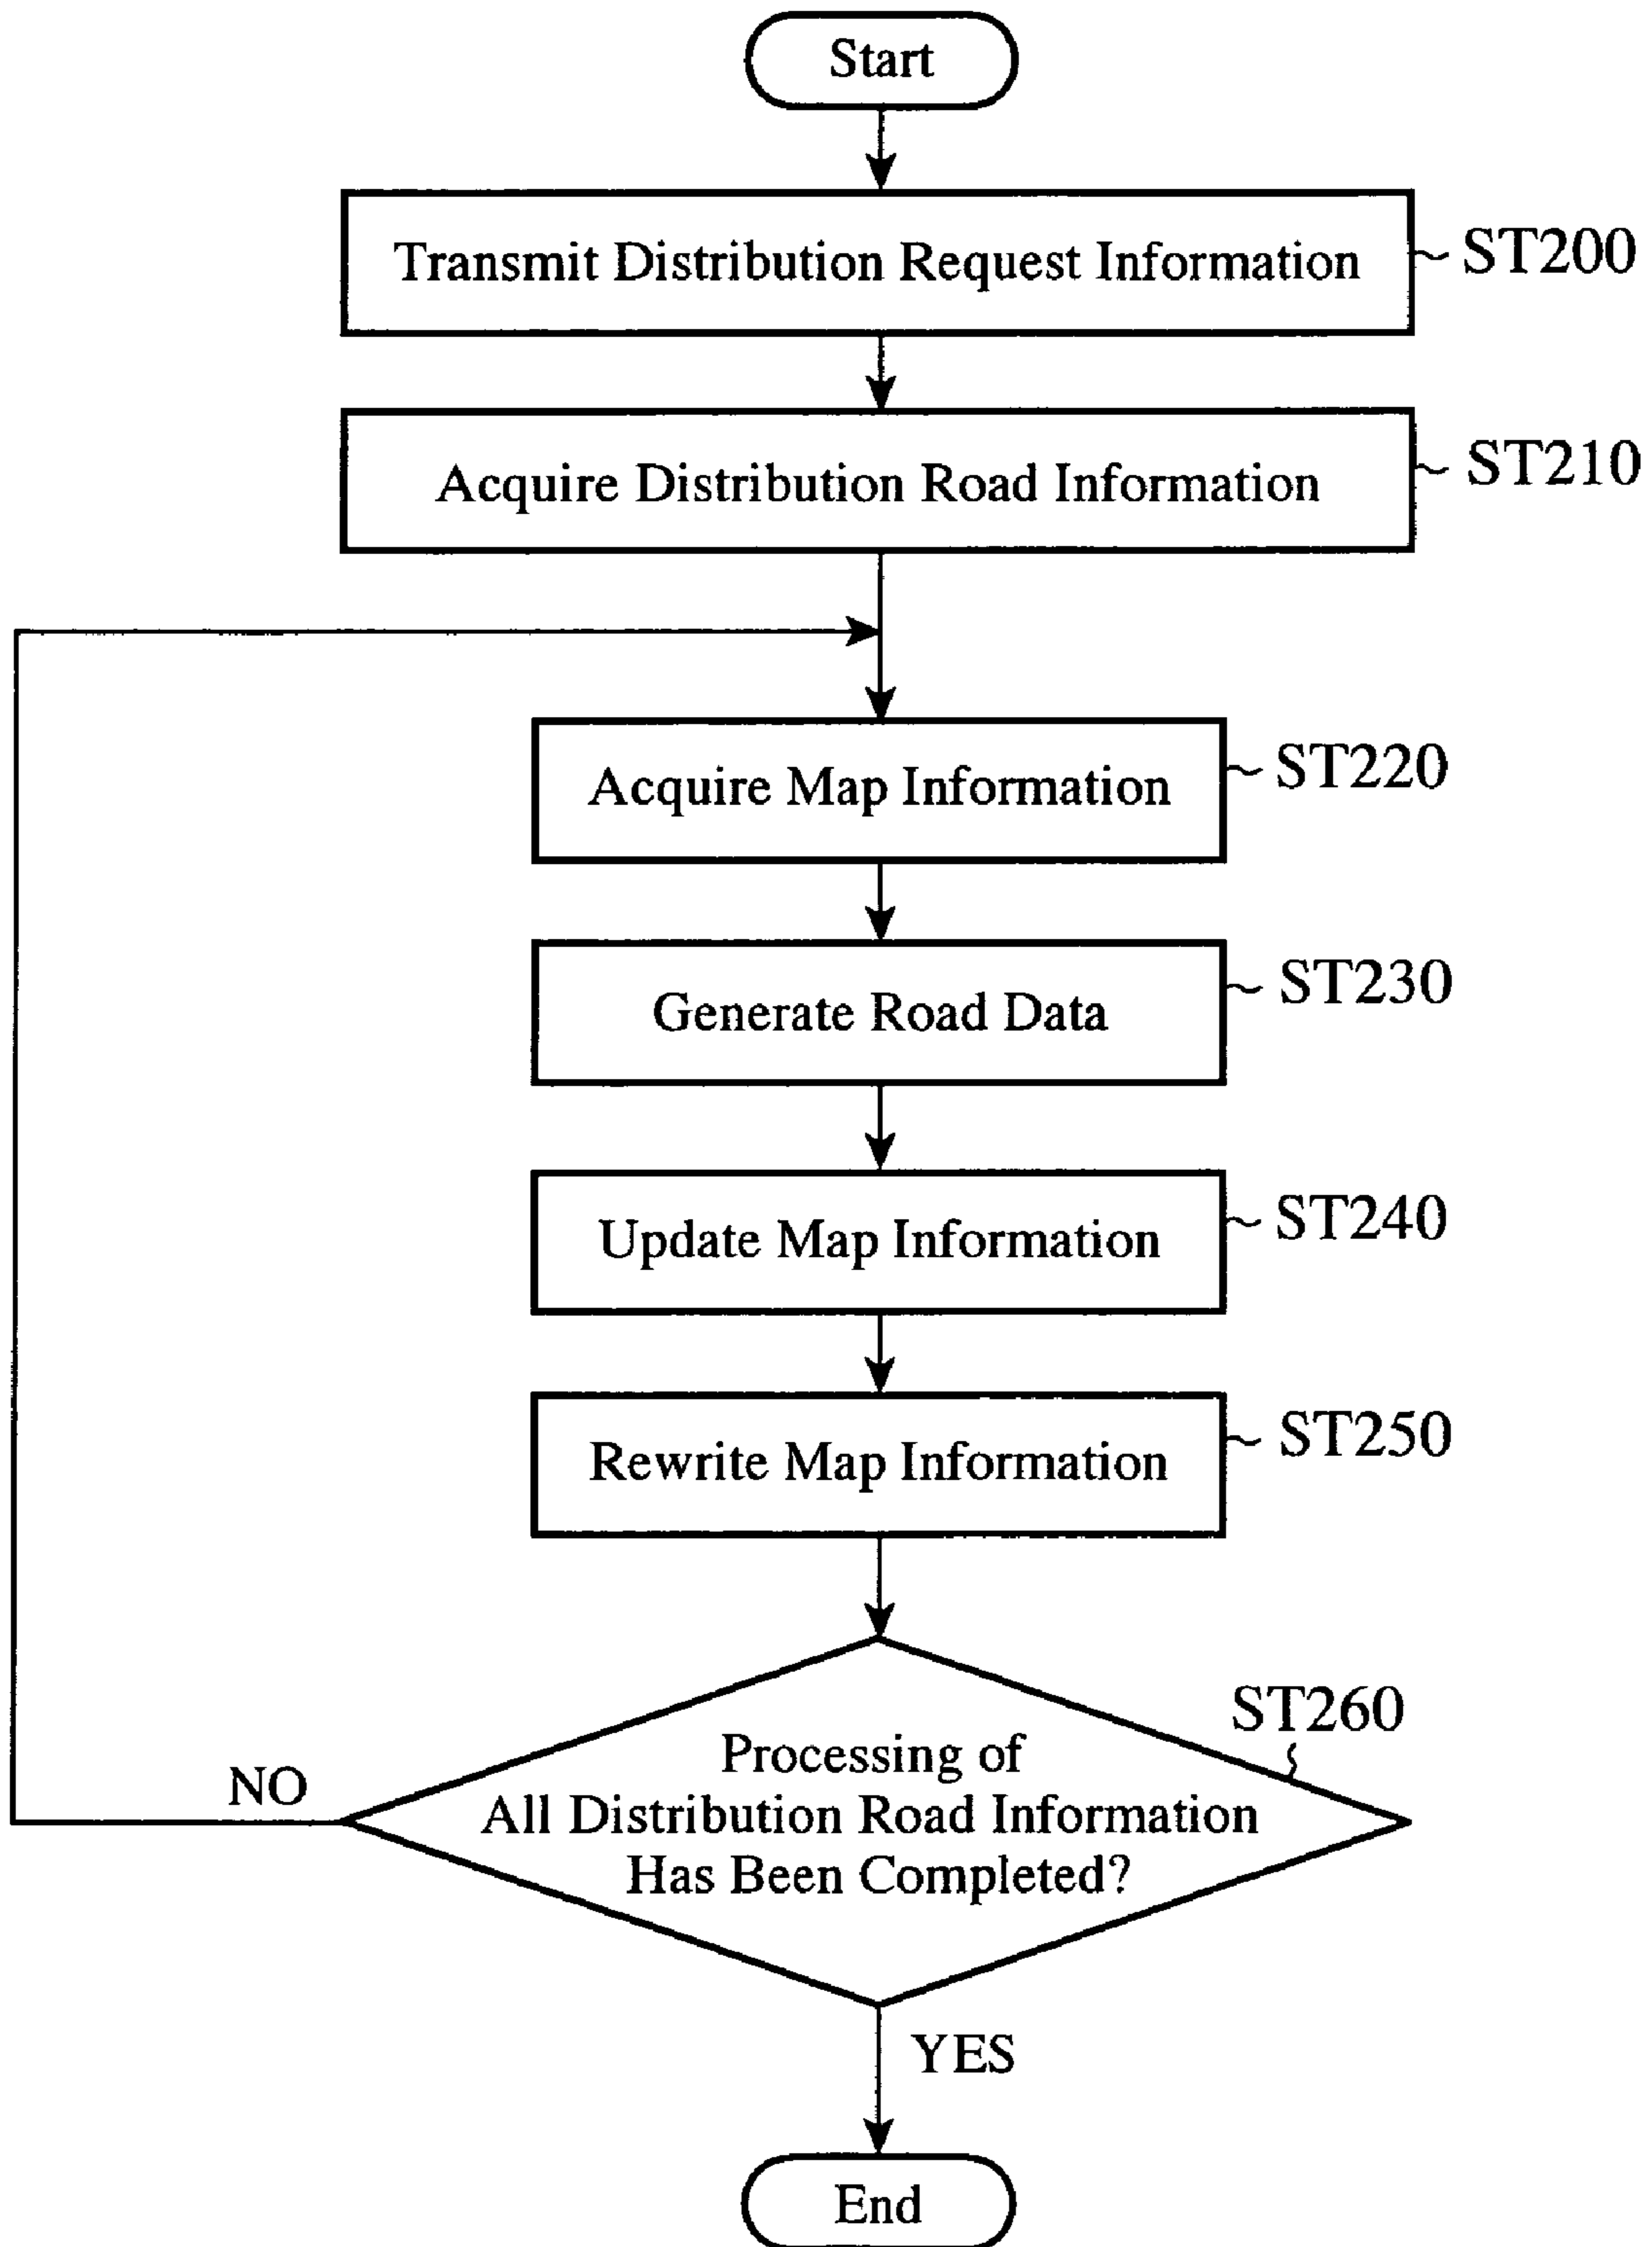 Start
Transmit Distribution Request Information
ST200
Acquire Distribution Road Information
ST210
Acquire Map Information
ST220
Generate Road Data
ST230
Update Map Information
ST240
Rewrite Map Information
ST250
ST260
Processing of
All Distribution Road Information
Has Been Completed?
NO
YES
End